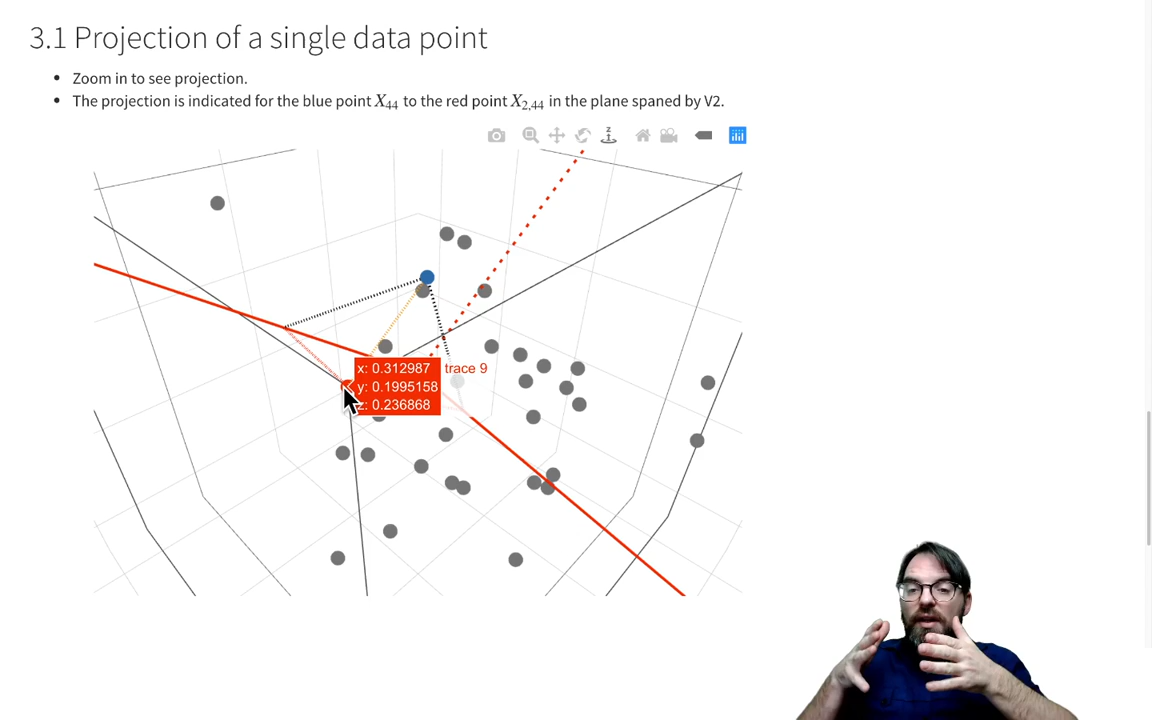 3.1 Projection of a single data point
• Zoom in to see projection.
• The projection is indicated for the blue point X44 to the red point X2,44 in the plane spaned by V2.
z
x: 0.312987 trace 9
y: 0.1995158
z: 0.236868